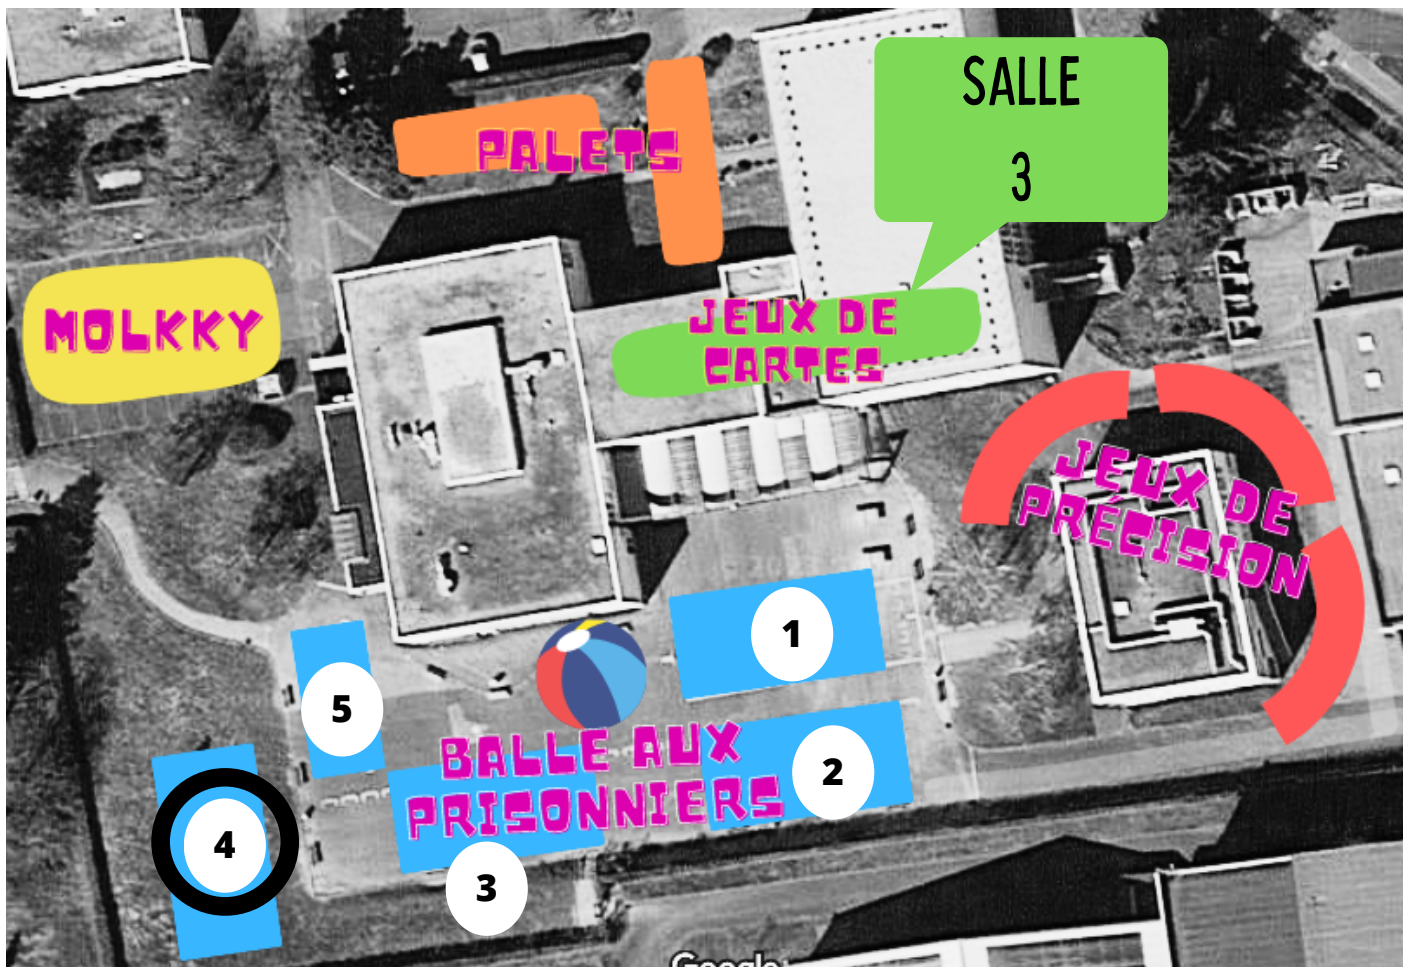 SALLE
3
PALETS
MOLKKY
JEUX DE
CARTES
JEUX DE
PRÉCISION
1
5
BALLE AUX
PRISONNIERS
2
4
3
Google